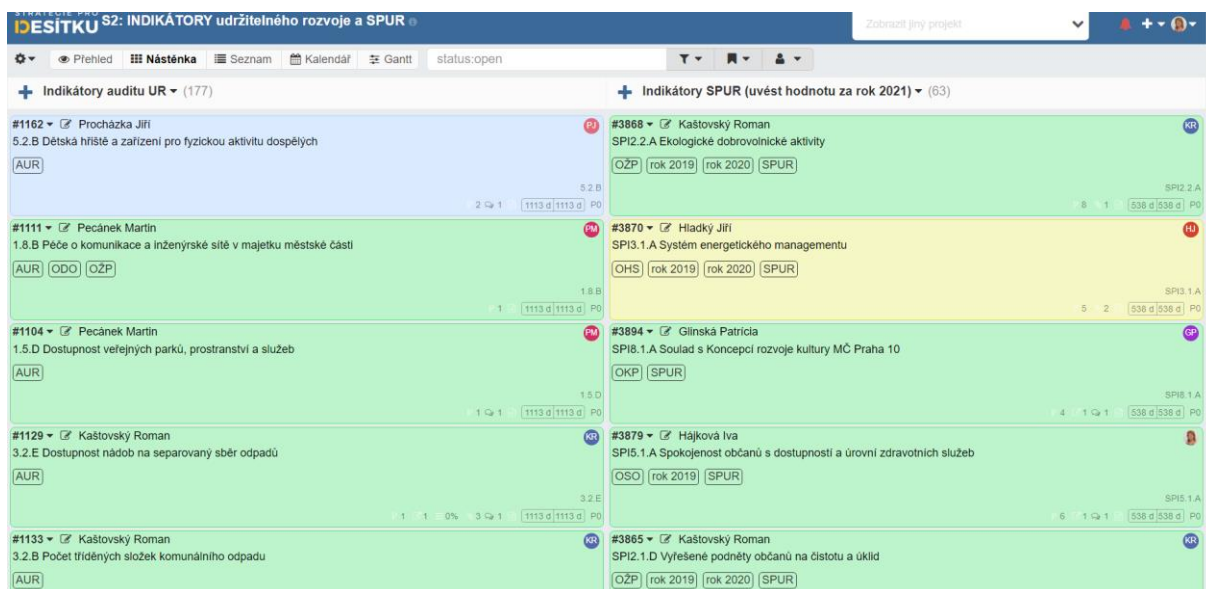 STRATEGIE PRO
DESÍTKU S2: INDIKÁTORY udržitelného rozvoje a SPUR
Zobrazit jiný projekt
Přehled Nástěnka Seznam Kalendář Gantt status:open
Indikátory auditu UR (177)
#1162 Procházka Jiří PJ
5.2.B Dětská hřiště a zařízení pro fyzickou aktivitu dospělých
AUR
5.2.B
2 1 1113 d 1113 d P0
#1111 Pecánek Martin PM
1.8.B Péče o komunikace a inženýrské sítě v majetku městské části
AUR ODO OŽP
1.8.B
1 1113 d 1113 d P0
#1104 Pecánek Martin PM
1.5.D Dostupnost veřejných parků, prostranství a služeb
AUR
1.5.D
1 1 1113 d 1113 d P0
#1129 Kaštovský Roman KR
3.2.E Dostupnost nádob na separovaný sběr odpadů
AUR
3.2.E
1 1 0% 3 1 1113 d 1113 d P0
#1133 Kaštovský Roman KR
3.2.B Počet tříděných složek komunálního odpadu
AUR
Indikátory SPUR (uvést hodnotu za rok 2021) (63)
#3868 Kaštovský Roman KR
SPI2.2.A Ekologické dobrovolnické aktivity
OŽP rok 2019 rok 2020 SPUR
SPI2.2.A
8 1 538 d 538 d P0
#3870 Hladký Jiří HJ
SPI3.1.A Systém energetického managementu
OHS rok 2019 rok 2020 SPUR
SPI3.1.A
5 2 538 d 538 d P0
#3894 Glinská Patrícia GP
SPI8.1.A Soulad s Koncepcí rozvoje kultury MČ Praha 10
OKP SPUR
SPI8.1.A
4 1 1 538 d 538 d P0
#3879 Hájková Iva
SPI5.1.A Spokojenost občanů s dostupností a úrovní zdravotních služeb
OSO rok 2019 SPUR
SPI5.1.A
6 1 1 538 d 538 d P0
#3865 Kaštovský Roman KR
SPI2.1.D Vyřešené podněty občanů na čistotu a úklid
OŽP rok 2019 rok 2020 SPUR